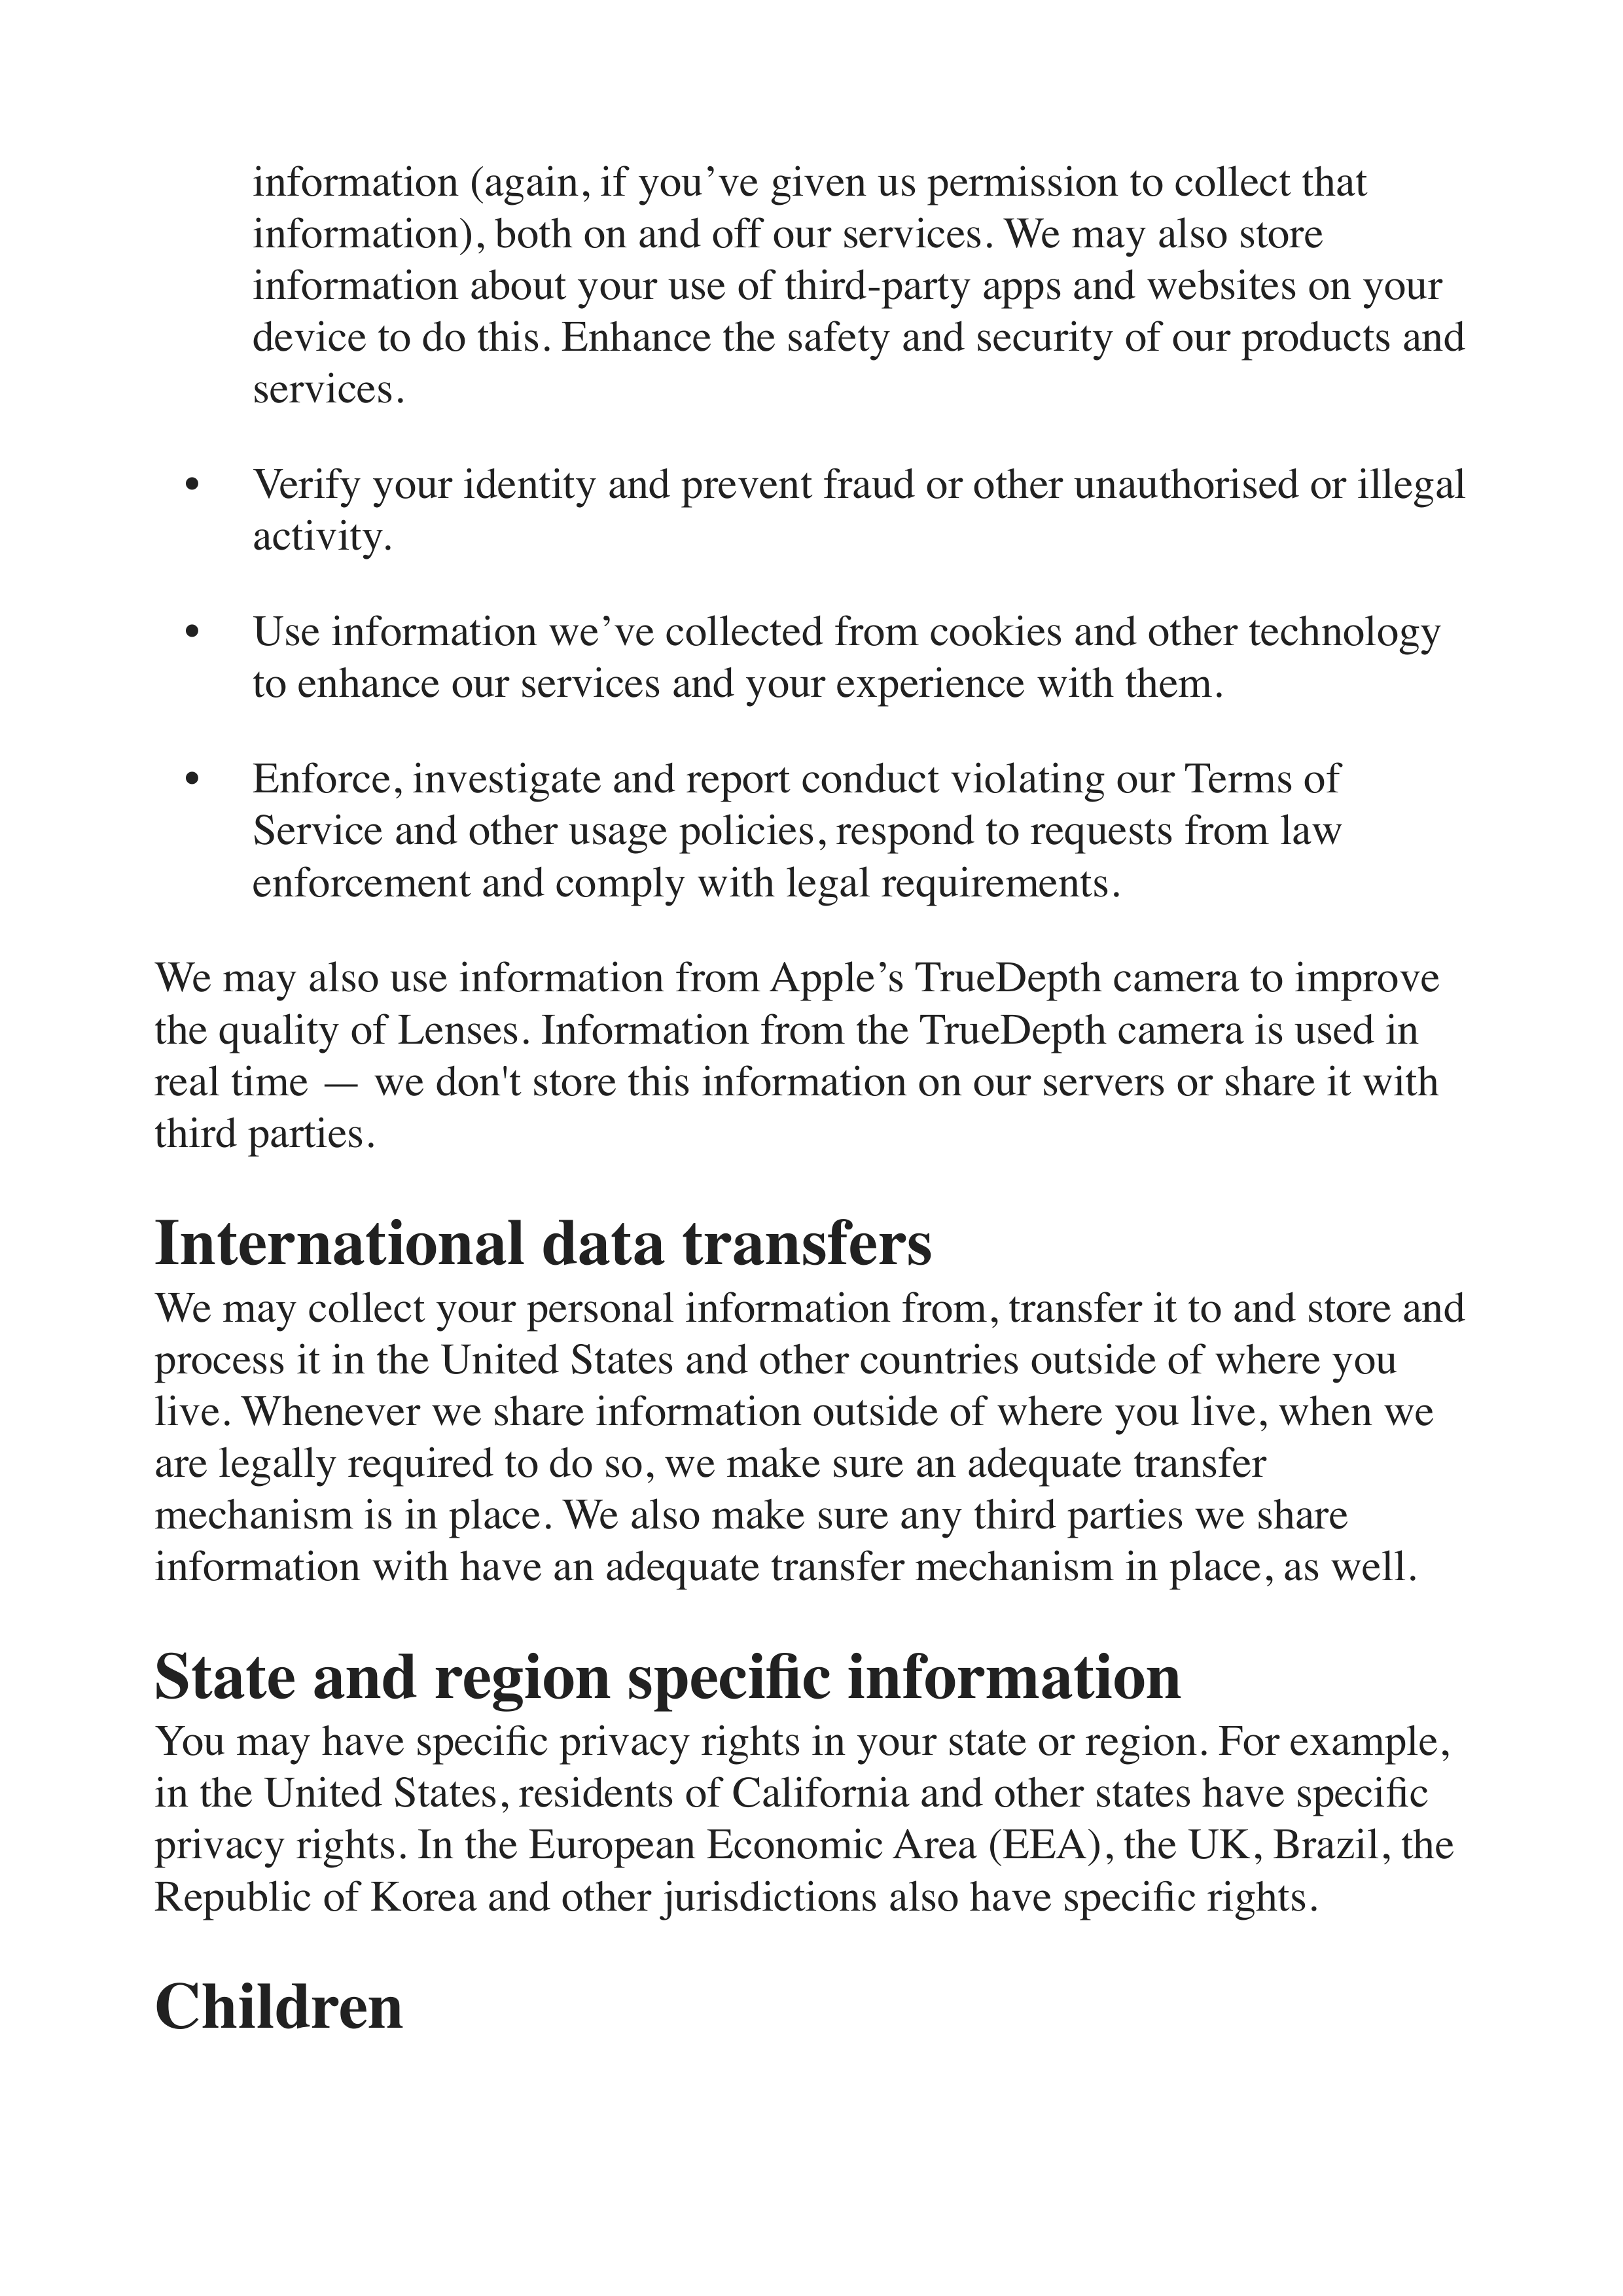 information (again, if you’ve given us permission to collect that
information), both on and off our services. We may also store
information about your use of third-party apps and websites on your
device to do this. Enhance the safety and security of our products and
services.
• Verify your identity and prevent fraud or other unauthorised or illegal
activity.
• Use information we’ve collected from cookies and other technology
to enhance our services and your experience with them.
• Enforce, investigate and report conduct violating our Terms of
Service and other usage policies, respond to requests from law
enforcement and comply with legal requirements.
We may also use information from Apple’s TrueDepth camera to improve
the quality of Lenses. Information from the TrueDepth camera is used in
real time — we don't store this information on our servers or share it with
third parties.
International data transfers
We may collect your personal information from, transfer it to and store and
process it in the United States and other countries outside of where you
live. Whenever we share information outside of where you live, when we
are legally required to do so, we make sure an adequate transfer
mechanism is in place. We also make sure any third parties we share
information with have an adequate transfer mechanism in place, as well.
State and region specific information
You may have specific privacy rights in your state or region. For example,
in the United States, residents of California and other states have specific
privacy rights. In the European Economic Area (EEA), the UK, Brazil, the
Republic of Korea and other jurisdictions also have specific rights.
Children